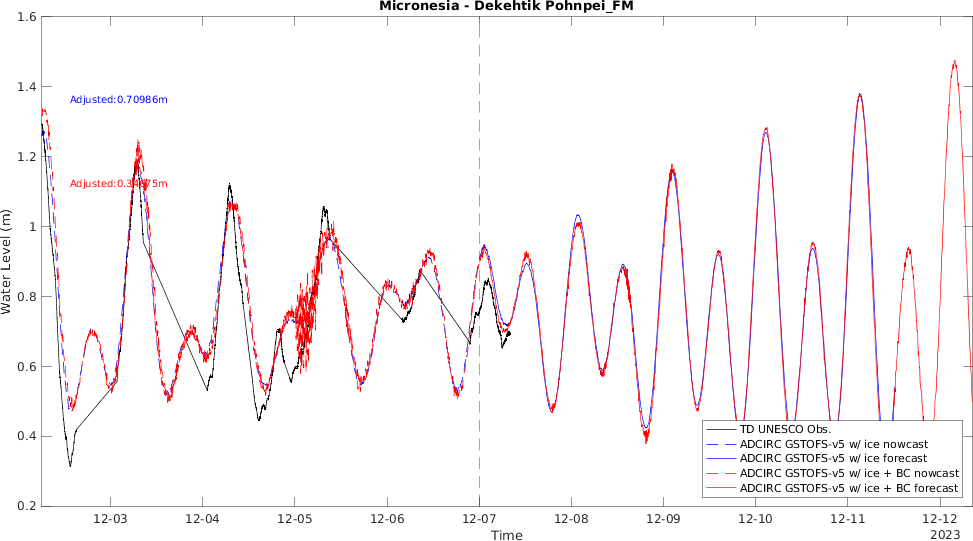 Micronesia - Dekehtik Pohnpei_FM
1.6
1.4
1.2
1
0.8
0.6
0.4
0.2
Water Level (m)
Adjusted:0.70986m
12-03
12-04
12-05
12-06
12-07
12-08
12-09
12-10
12-11
12-12
2023
Time
TD UNESCO Obs.
ADCIRC GSTOFS-v5 w/ ice nowcast
ADCIRC GSTOFS-v5 w/ ice forecast
ADCIRC GSTOFS-v5 w/ ice + BC nowcast
ADCIRC GSTOFS-v5 w/ ice + BC forecast